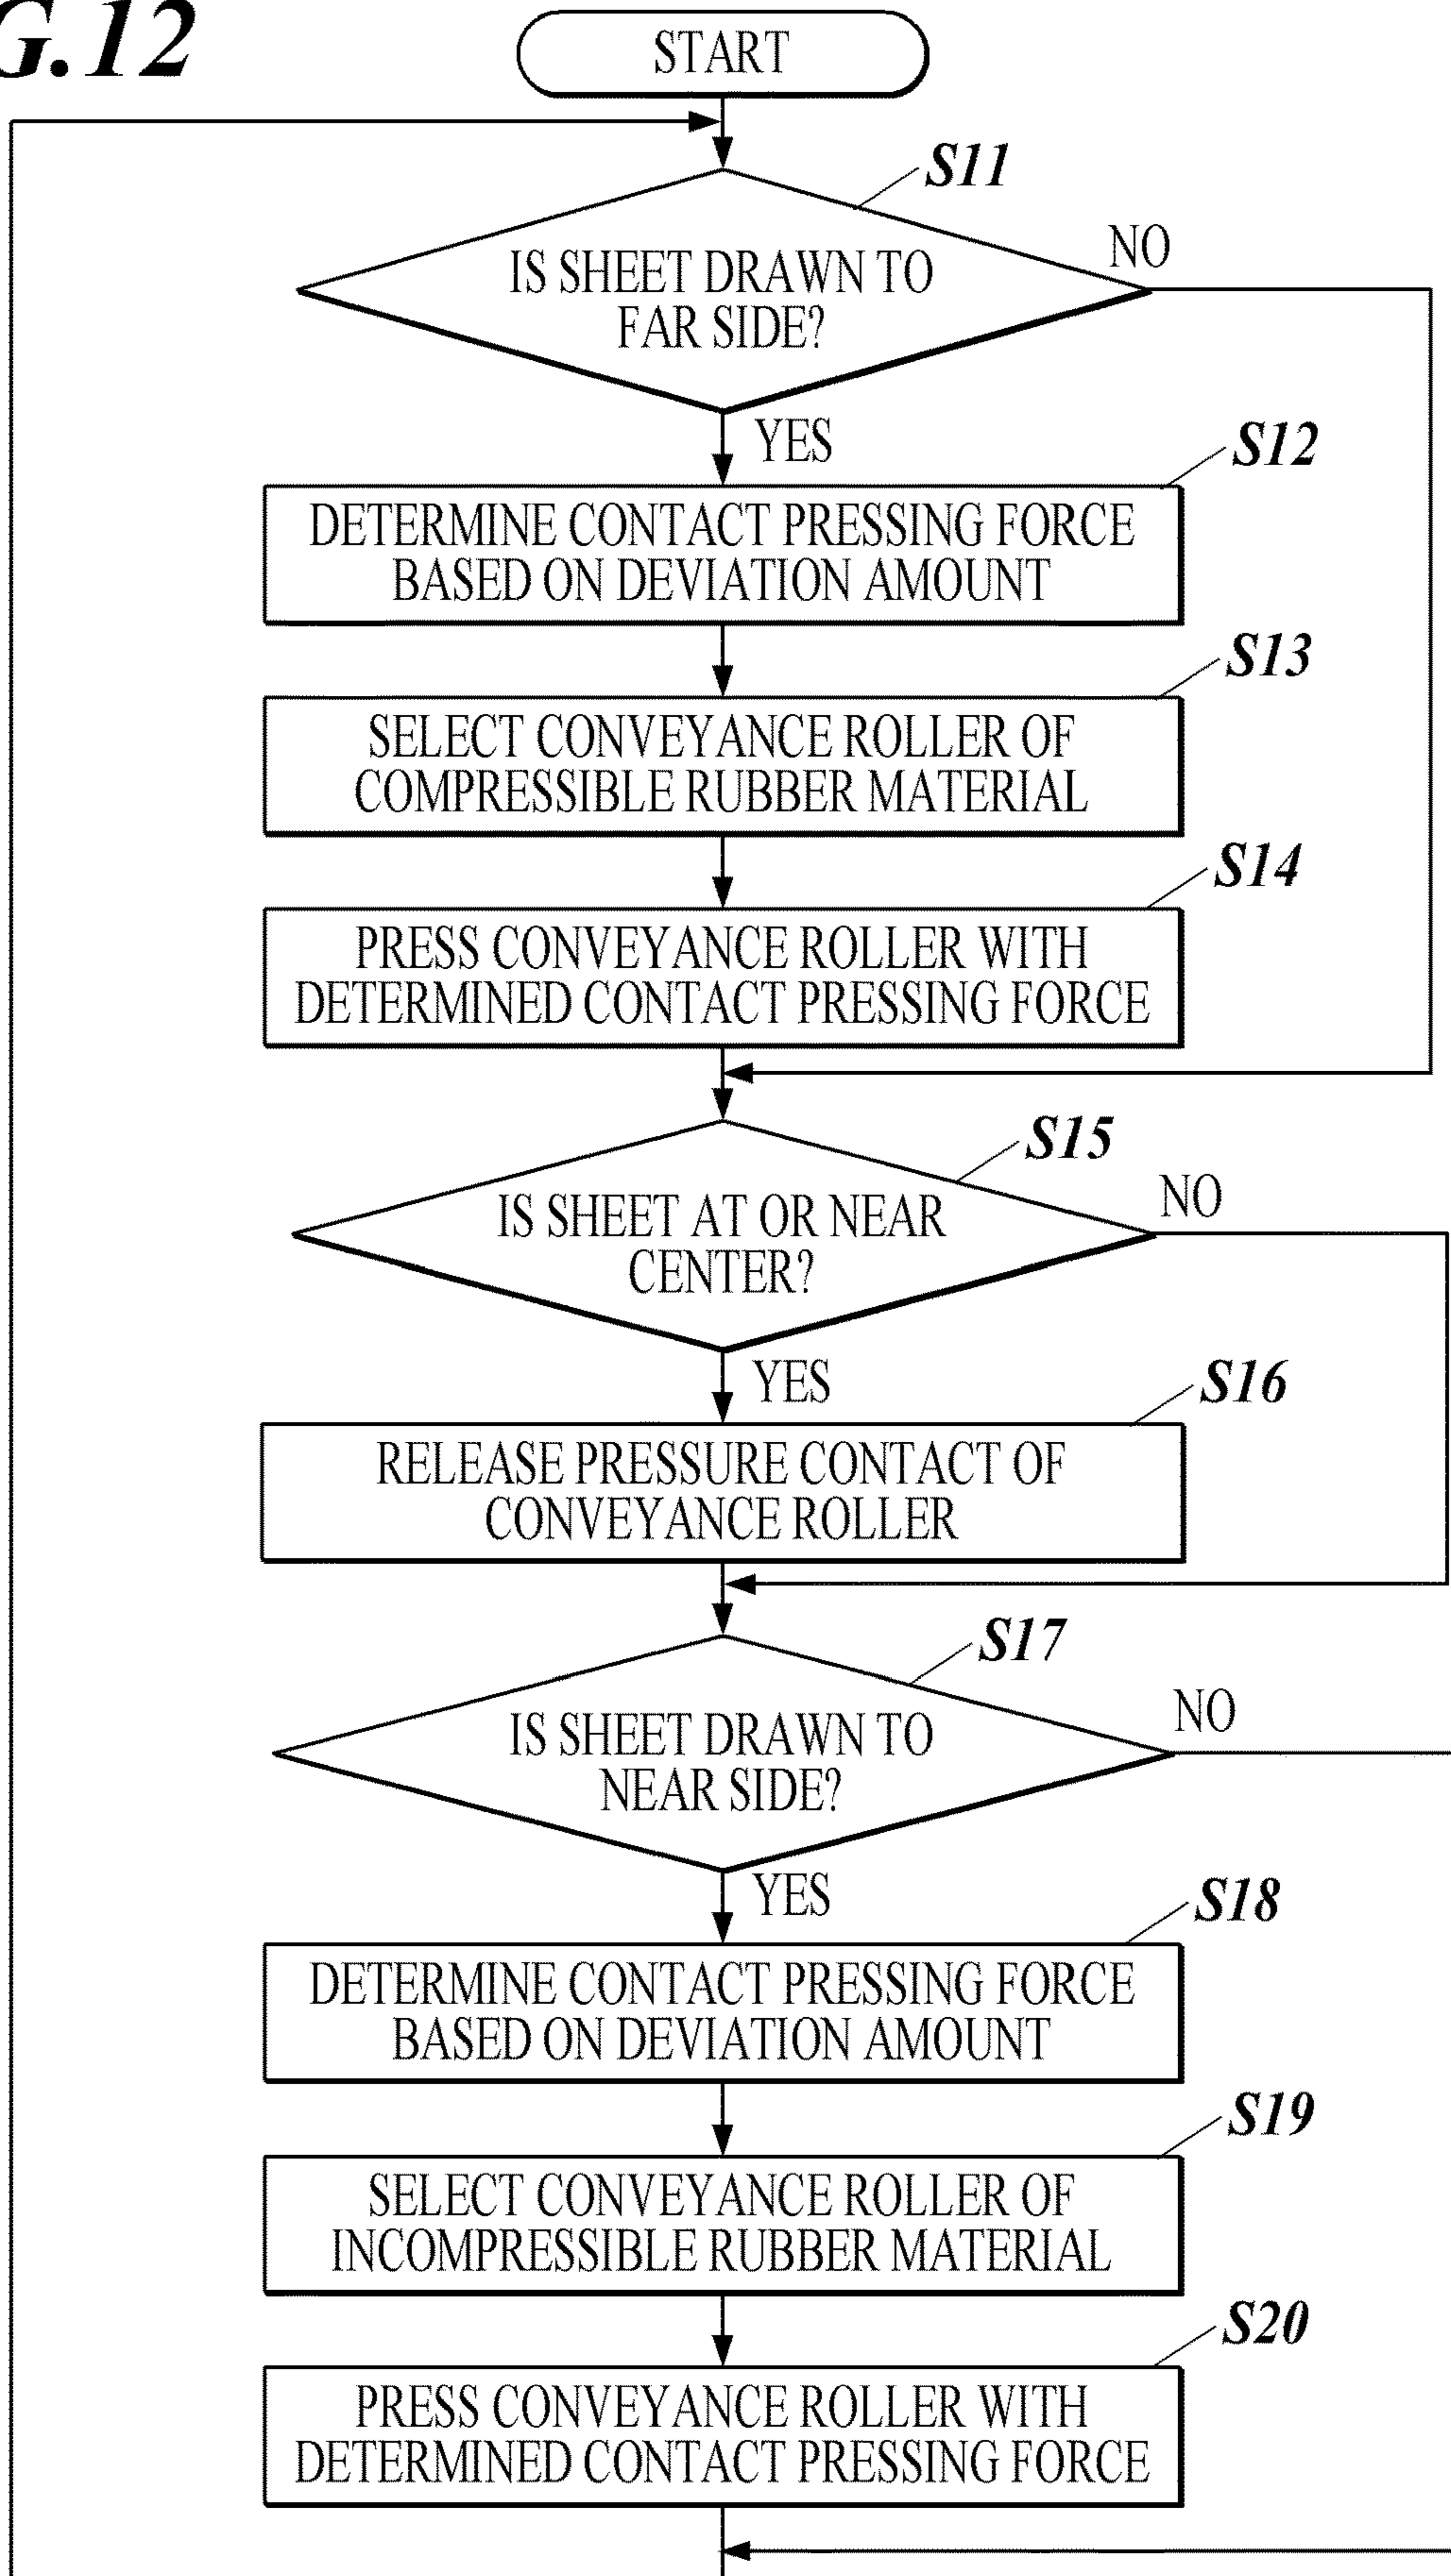 G.12
START
S11
IS SHEET DRAWN TO
FAR SIDE?
NO
YES
S12
DETERMINE CONTACT PRESSING FORCE
BASED ON DEVIATION AMOUNT
S13
SELECT CONVEYANCE ROLLER OF
COMPRESSIBLE RUBBER MATERIAL
S14
PRESS CONVEYANCE ROLLER WITH
DETERMINED CONTACT PRESSING FORCE
S15
IS SHEET AT OR NEAR
CENTER?
NO
YES
S16
RELEASE PRESSURE CONTACT OF
CONVEYANCE ROLLER
S17
IS SHEET DRAWN TO
NEAR SIDE?
NO
YES
S18
DETERMINE CONTACT PRESSING FORCE
BASED ON DEVIATION AMOUNT
S19
SELECT CONVEYANCE ROLLER OF
INCOMPRESSIBLE RUBBER MATERIAL
S20
PRESS CONVEYANCE ROLLER WITH
DETERMINED CONTACT PRESSING FORCE